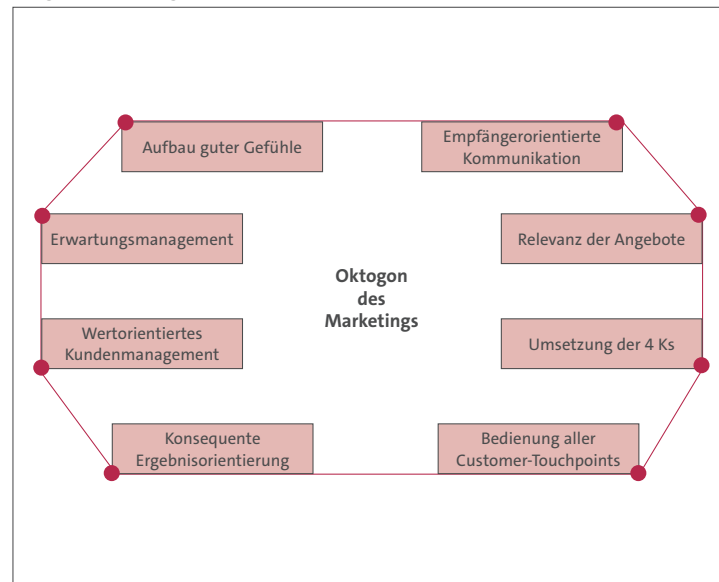 Aufbau guter Gefühle
Empfängerorientierte
Kommunikation
Erwartungsmanagement
Relevanz der Angebote
Oktogon
des
Marketings
Wertorientiertes
Kundenmanagement
Umsetzung der 4 Ks
Konsequente
Ergebnisorientierung
Bedienung aller
Customer-Touchpoints